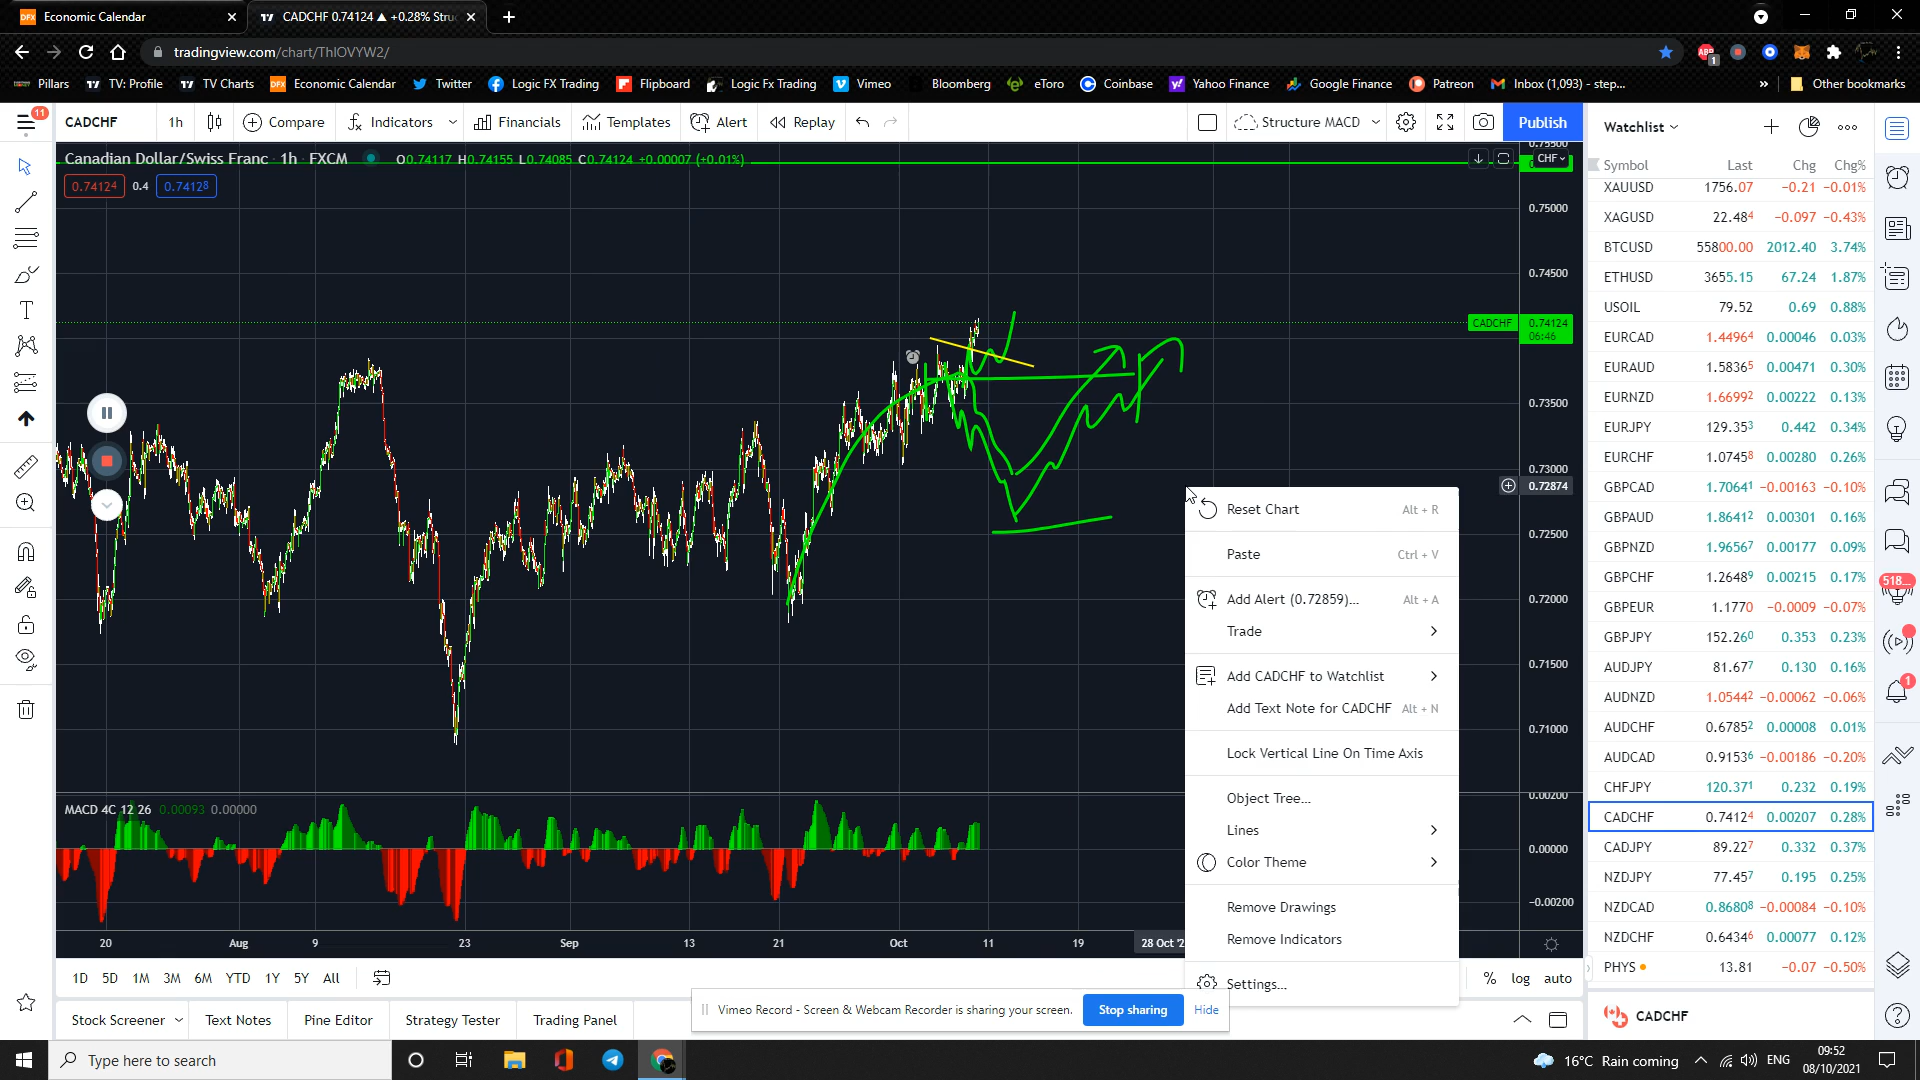 Economic Calendar
CADCHF 0.74124 ▲ +0.28% Struc
tradingview.com/chart/ThIOVYW2/
Pillars TV: Profile TV Charts Economic Calendar Twitter Logic FX Trading Flipboard Logic Fx Trading Vimeo Bloomberg eToro Coinbase Yahoo Finance Google Finance Patreon Inbox (1,093) - step... » Other bookmarks
11 CADCHF 1h Compare Indicators Financials Templates Alert Replay Structure MACD Publish
Canadian Dollar/Swiss Franc · 1h · FXCM O0.74117 H0.74155 L0.74085 C0.74124 +0.00007 (+0.01%)
0.74124 0.4 0.74128
CHF
0.75000
0.74500
CADCHF 0.74124
06:46
0.73500
0.73000
0.72874
0.72500
0.72000
0.71500
0.71000
Reset Chart Alt + R
Paste Ctrl + V
Add Alert (0.72859)... Alt + A
Trade
Add CADCHF to Watchlist
Add Text Note for CADCHF Alt + N
Lock Vertical Line On Time Axis
Object Tree...
Lines
Color Theme
Remove Drawings
Remove Indicators
Settings...
MACD 4C 12 26 0.00093 0.00000
0.00200
0.00000
-0.00200
20 Aug 9 23 Sep 13 21 Oct 11 19 28 Oct '2
1D 5D 1M 3M 6M YTD 1Y 5Y All % log auto
Stock Screener Text Notes Pine Editor Strategy Tester Trading Panel
Vimeo Record - Screen & Webcam Recorder is sharing your screen. Stop sharing Hide
Watchlist
Symbol Last Chg Chg%
XAUUSD 1756.07 -0.21 -0.01%
XAGUSD 22.484 -0.097 -0.43%
BTCUSD 55800.00 2012.40 3.74%
ETHUSD 3655.15 67.24 1.87%
USOIL 79.52 0.69 0.88%
EURCAD 1.44964 0.00046 0.03%
EURAUD 1.58365 0.00471 0.30%
EURNZD 1.66992 0.00222 0.13%
EURJPY 129.353 0.442 0.34%
EURCHF 1.07458 0.00280 0.26%
GBPCAD 1.70641 -0.00163 -0.10%
GBPAUD 1.86412 0.00301 0.16%
GBPNZD 1.96567 0.00177 0.09%
GBPCHF 1.26489 0.00215 0.17%
GBPEUR 1.1770 -0.0009 -0.07%
GBPJPY 152.260 0.353 0.23%
AUDJPY 81.677 0.130 0.16%
AUDNZD 1.05442 -0.00062 -0.06%
AUDCHF 0.67852 0.00008 0.01%
AUDCAD 0.91536 -0.00186 -0.20%
CHFJPY 120.371 0.232 0.19%
CADCHF 0.74124 0.00207 0.28%
CADJPY 89.227 0.332 0.37%
NZDJPY 77.457 0.195 0.25%
NZDCAD 0.86808 -0.00084 -0.10%
NZDCHF 0.64346 0.00077 0.12%
PHYS 13.81 -0.07 -0.50%
CADCHF
518...
1
Type here to search
16°C Rain coming ENG
09:52
08/10/2021